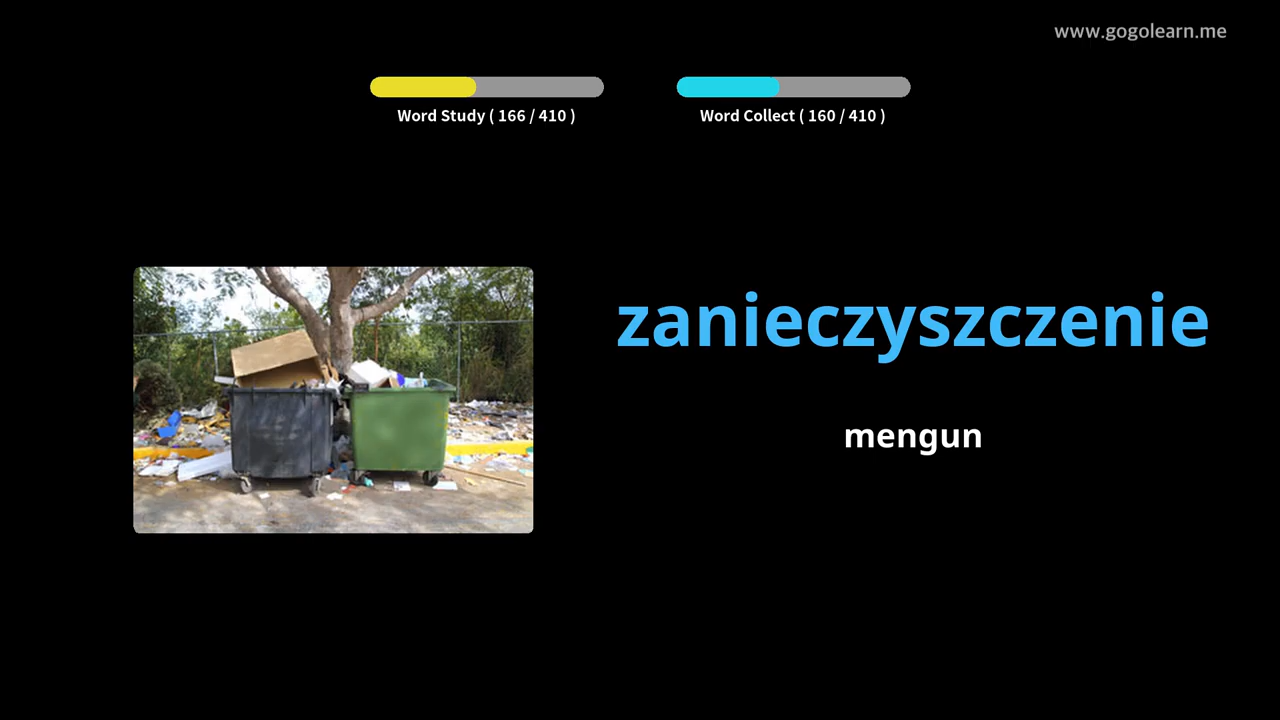 www.gogolearn.me
Word Study ( 166 / 410 )
Word Collect ( 160 / 410 )
zanieczyszczenie
mengun